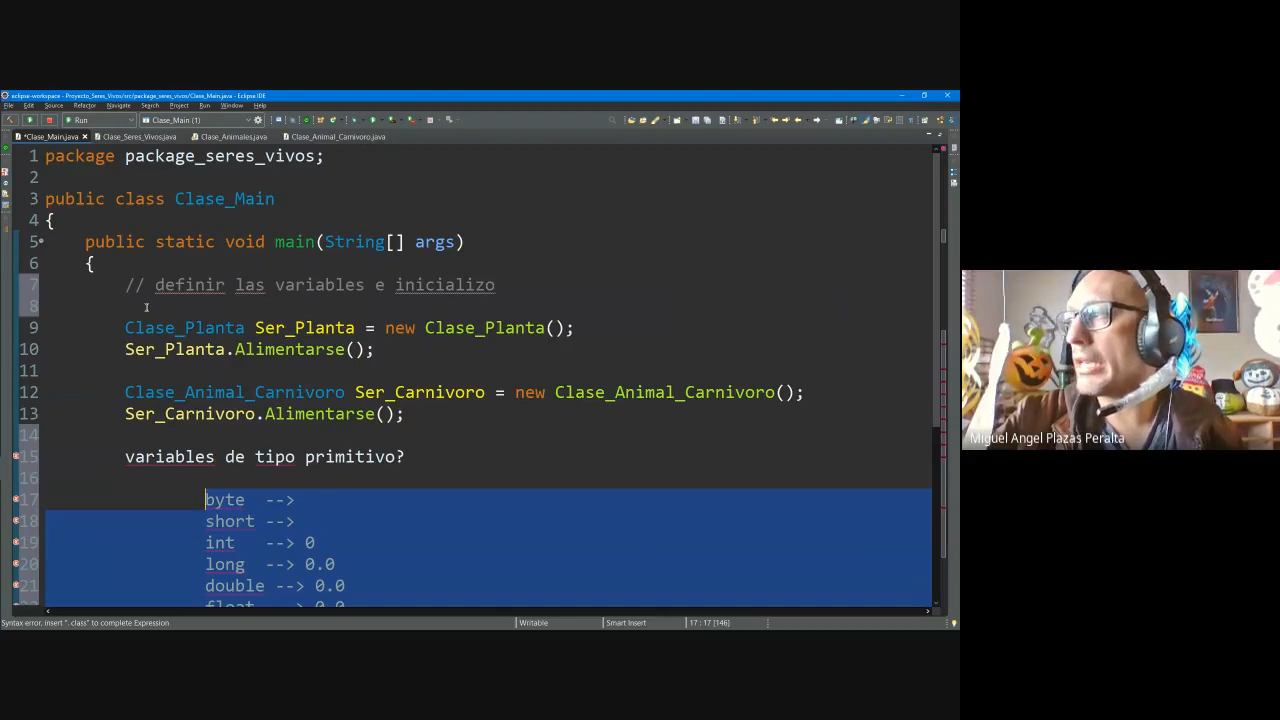 eclipse-workspace - Proyecto_Seres_Vivos/src/package_seres_vivos/Clase_Main.java - Eclipse IDE
File Edit Source Refactor Navigate Search Project Run Window Help
Run Clase_Main (1)
*Clase_Main.java Clase_Seres_Vivos.java Clase_Animales.java Clase_Animal_Carnivoro.java
1 package package_seres_vivos;
2
3 public class Clase_Main
4 {
5 public static void main(String[] args)
6 {
7 // definir las variables e inicializo
8
9 Clase_Planta Ser_Planta = new Clase_Planta();
10 Ser_Planta.Alimentarse();
11
12 Clase_Animal_Carnivoro Ser_Carnivoro = new Clase_Animal_Carnivoro();
13 Ser_Carnivoro.Alimentarse();
14
15 variables de tipo primitivo?
16
17 byte -->
18 short -->
19 int --> 0
20 long --> 0.0
21 double --> 0.0
float --> 0.0
Syntax error, insert ". class" to complete Expression
Writable
Smart Insert
17 : 17 [146]
Miguel Angel Plazas Peralta